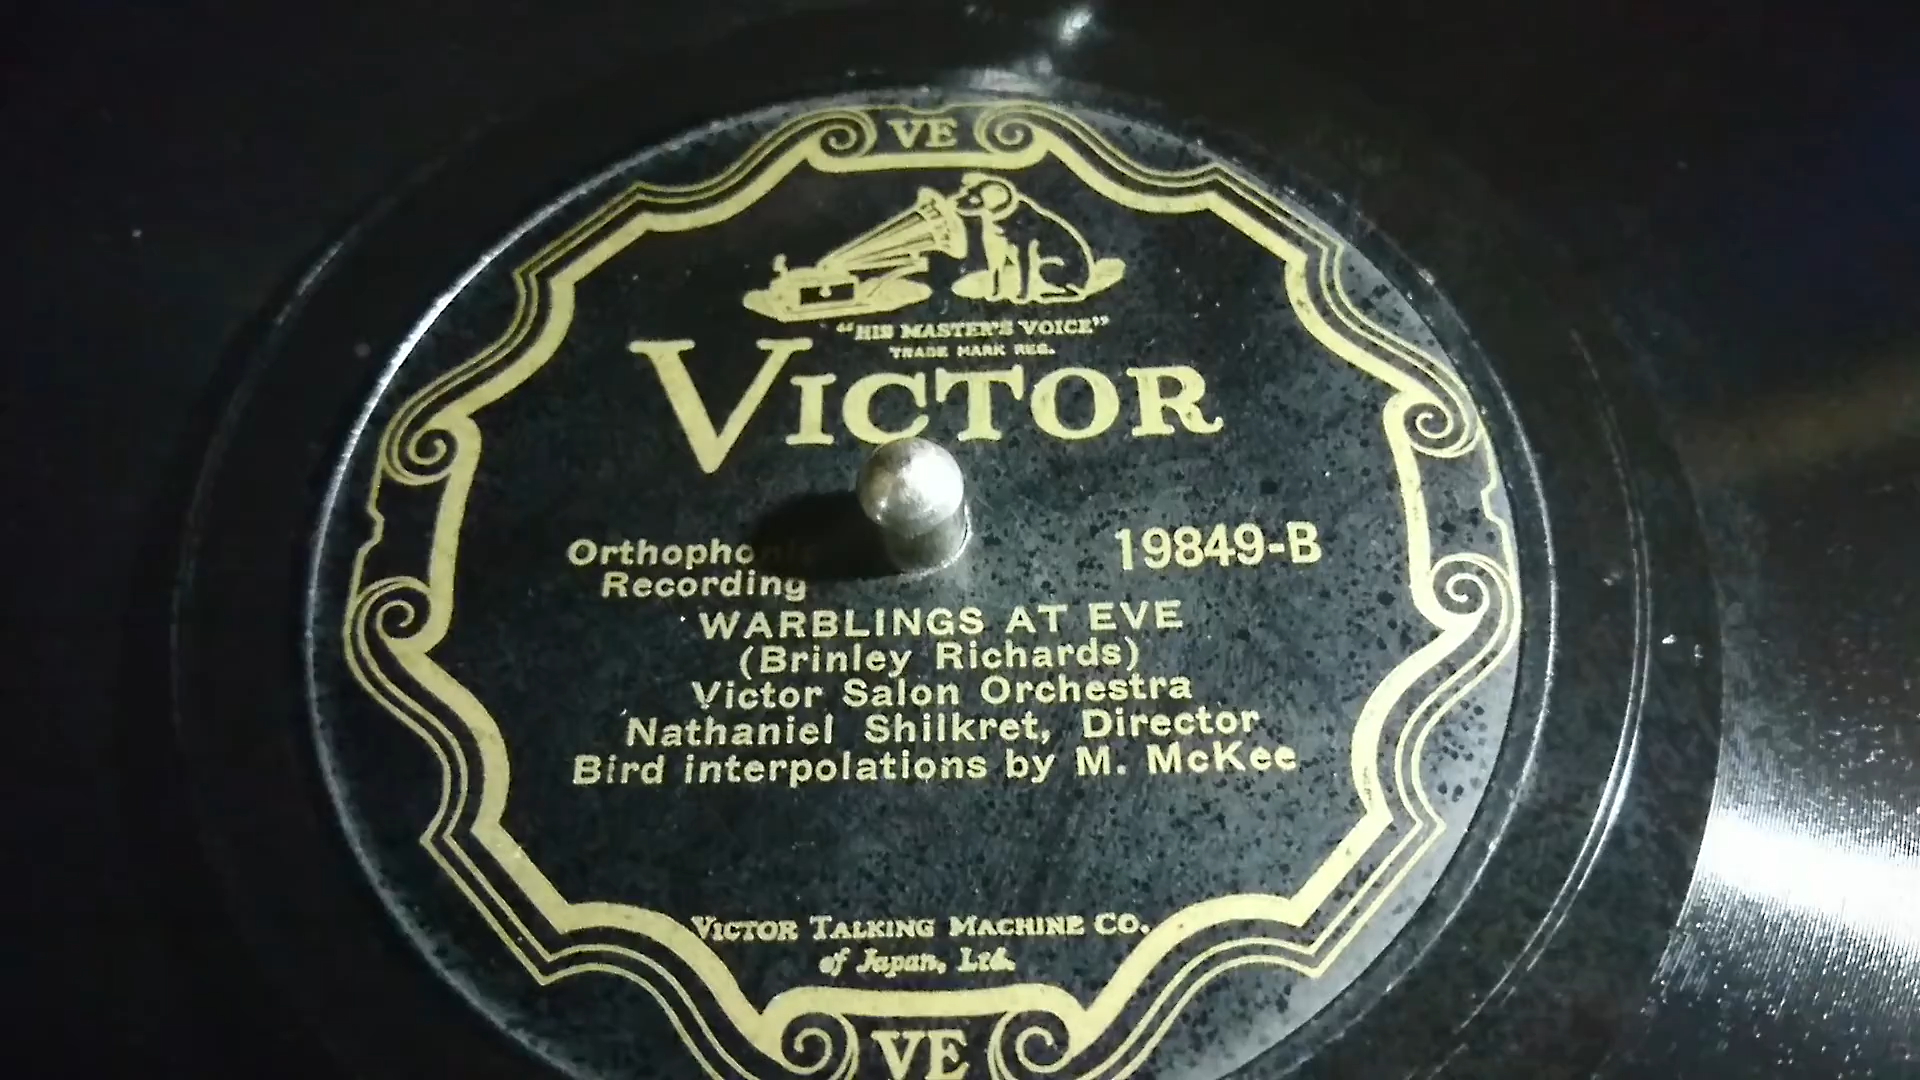 VE
"HIS MASTER'S VOICE"
TRADE MARK REG.
VICTOR
Orthophonic
Recording
19849-B
WARBLINGS AT EVE
(Brinley Richards)
Victor Salon Orchestra
Nathaniel Shilkret, Director
Bird interpolations by M. McKee
VICTOR TALKING MACHINE CO.
of Japan, Ltd.
VE